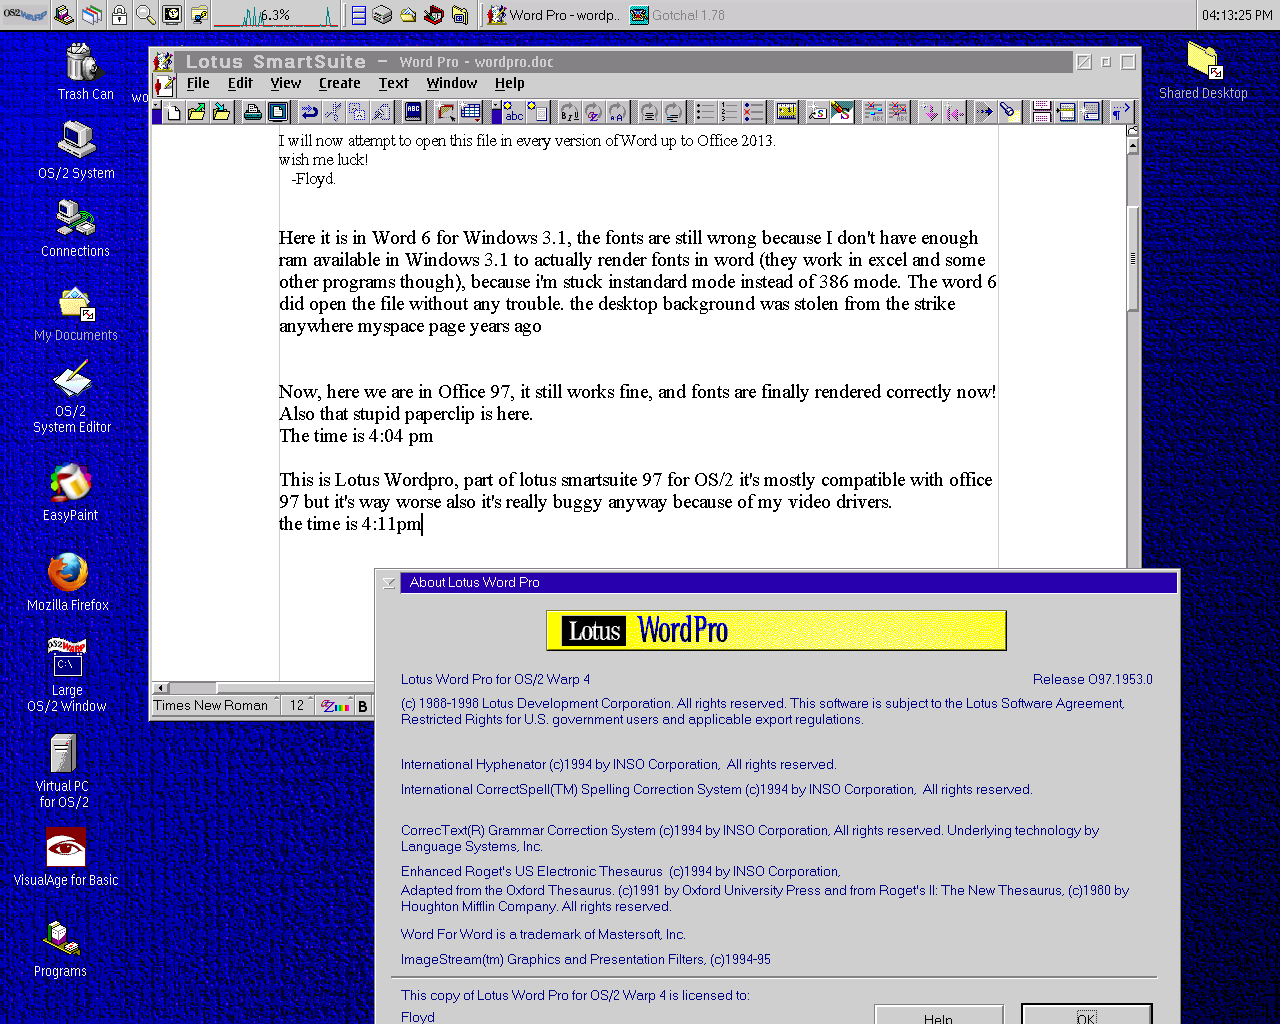 OS2WARP
6.3%
Word Pro - wordp..
Gotcha! 1.78
04:13:25 PM
Lotus SmartSuite - Word Pro - wordpro.doc
File Edit View Create Text Window Help
Trash Can
wo
OS/2 System
Connections
My Documents
OS/2
System Editor
EasyPaint
Mozilla Firefox
OS2WARP
C:\
Large
OS/2 Window
Virtual PC
for OS/2
VisualAge for Basic
Programs
Shared Desktop
I will now attempt to open this file in every version of Word up to Office 2013.
wish me luck!
-Floyd.
Here it is in Word 6 for Windows 3.1, the fonts are still wrong because I don't have enough
ram available in Windows 3.1 to actually render fonts in word (they work in excel and some
other programs though), because i'm stuck instandard mode instead of 386 mode. The word 6
did open the file without any trouble. the desktop background was stolen from the strike
anywhere myspace page years ago
Now, here we are in Office 97, it still works fine, and fonts are finally rendered correctly now!
Also that stupid paperclip is here.
The time is 4:04 pm
This is Lotus Wordpro, part of lotus smartsuite 97 for OS/2 it's mostly compatible with office
97 but it's way worse also it's really buggy anyway because of my video drivers.
the time is 4:11pm
Times New Roman 12 B
About Lotus Word Pro
Lotus WordPro
Lotus Word Pro for OS/2 Warp 4 Release O97.1953.0
(c) 1988-1998 Lotus Development Corporation. All rights reserved. This software is subject to the Lotus Software Agreement,
Restricted Rights for U.S. government users and applicable export regulations.
International Hyphenator (c)1994 by INSO Corporation, All rights reserved.
International CorrectSpell(TM) Spelling Correction System (c)1994 by INSO Corporation, All rights reserved.
CorrecText(R) Grammar Correction System (c)1994 by INSO Corporation, All rights reserved. Underlying technology by
Language Systems, Inc.
Enhanced Roget's US Electronic Thesaurus (c)1994 by INSO Corporation,
Adapted from the Oxford Thesaurus. (c)1991 by Oxford University Press and from Roget's II: The New Thesaurus, (c)1980 by
Houghton Mifflin Company. All rights reserved.
Word For Word is a trademark of Mastersoft, Inc.
ImageStream(tm) Graphics and Presentation Filters, (c)1994-95
This copy of Lotus Word Pro for OS/2 Warp 4 is licensed to:
Floyd
Help OK